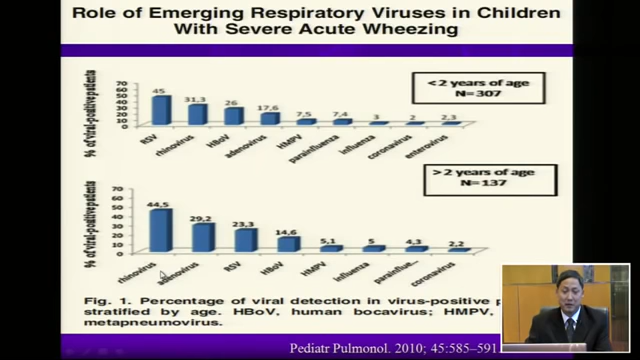 Role of Emerging Respiratory Viruses in Children
With Severe Acute Wheezing
% of viral-positive patients
70
60
50
40
30
20
10
0
45
31,3
26
17,6
7,5
7,4
3
2
2,3
RSV
rhinovirus
HBoV
adenovirus
HMPV
parainfluenza
influenza
coronavirus
enterovirus
< 2 years of age
N= 307
% of viral-positive patients
70
60
50
40
30
20
10
0
44,5
29,2
23,3
14,6
5,1
5
4,3
2,2
rhinovirus
adenovirus
RSV
HBoV
HMPV
influenza
parainflue...
coronavirus
> 2 years of age
N= 137
Fig. 1. Percentage of viral detection in virus-positive p
stratified by age. HBoV, human bocavirus; HMPV,
metapneumovirus.
Pediatr Pulmonol. 2010; 45:585–591